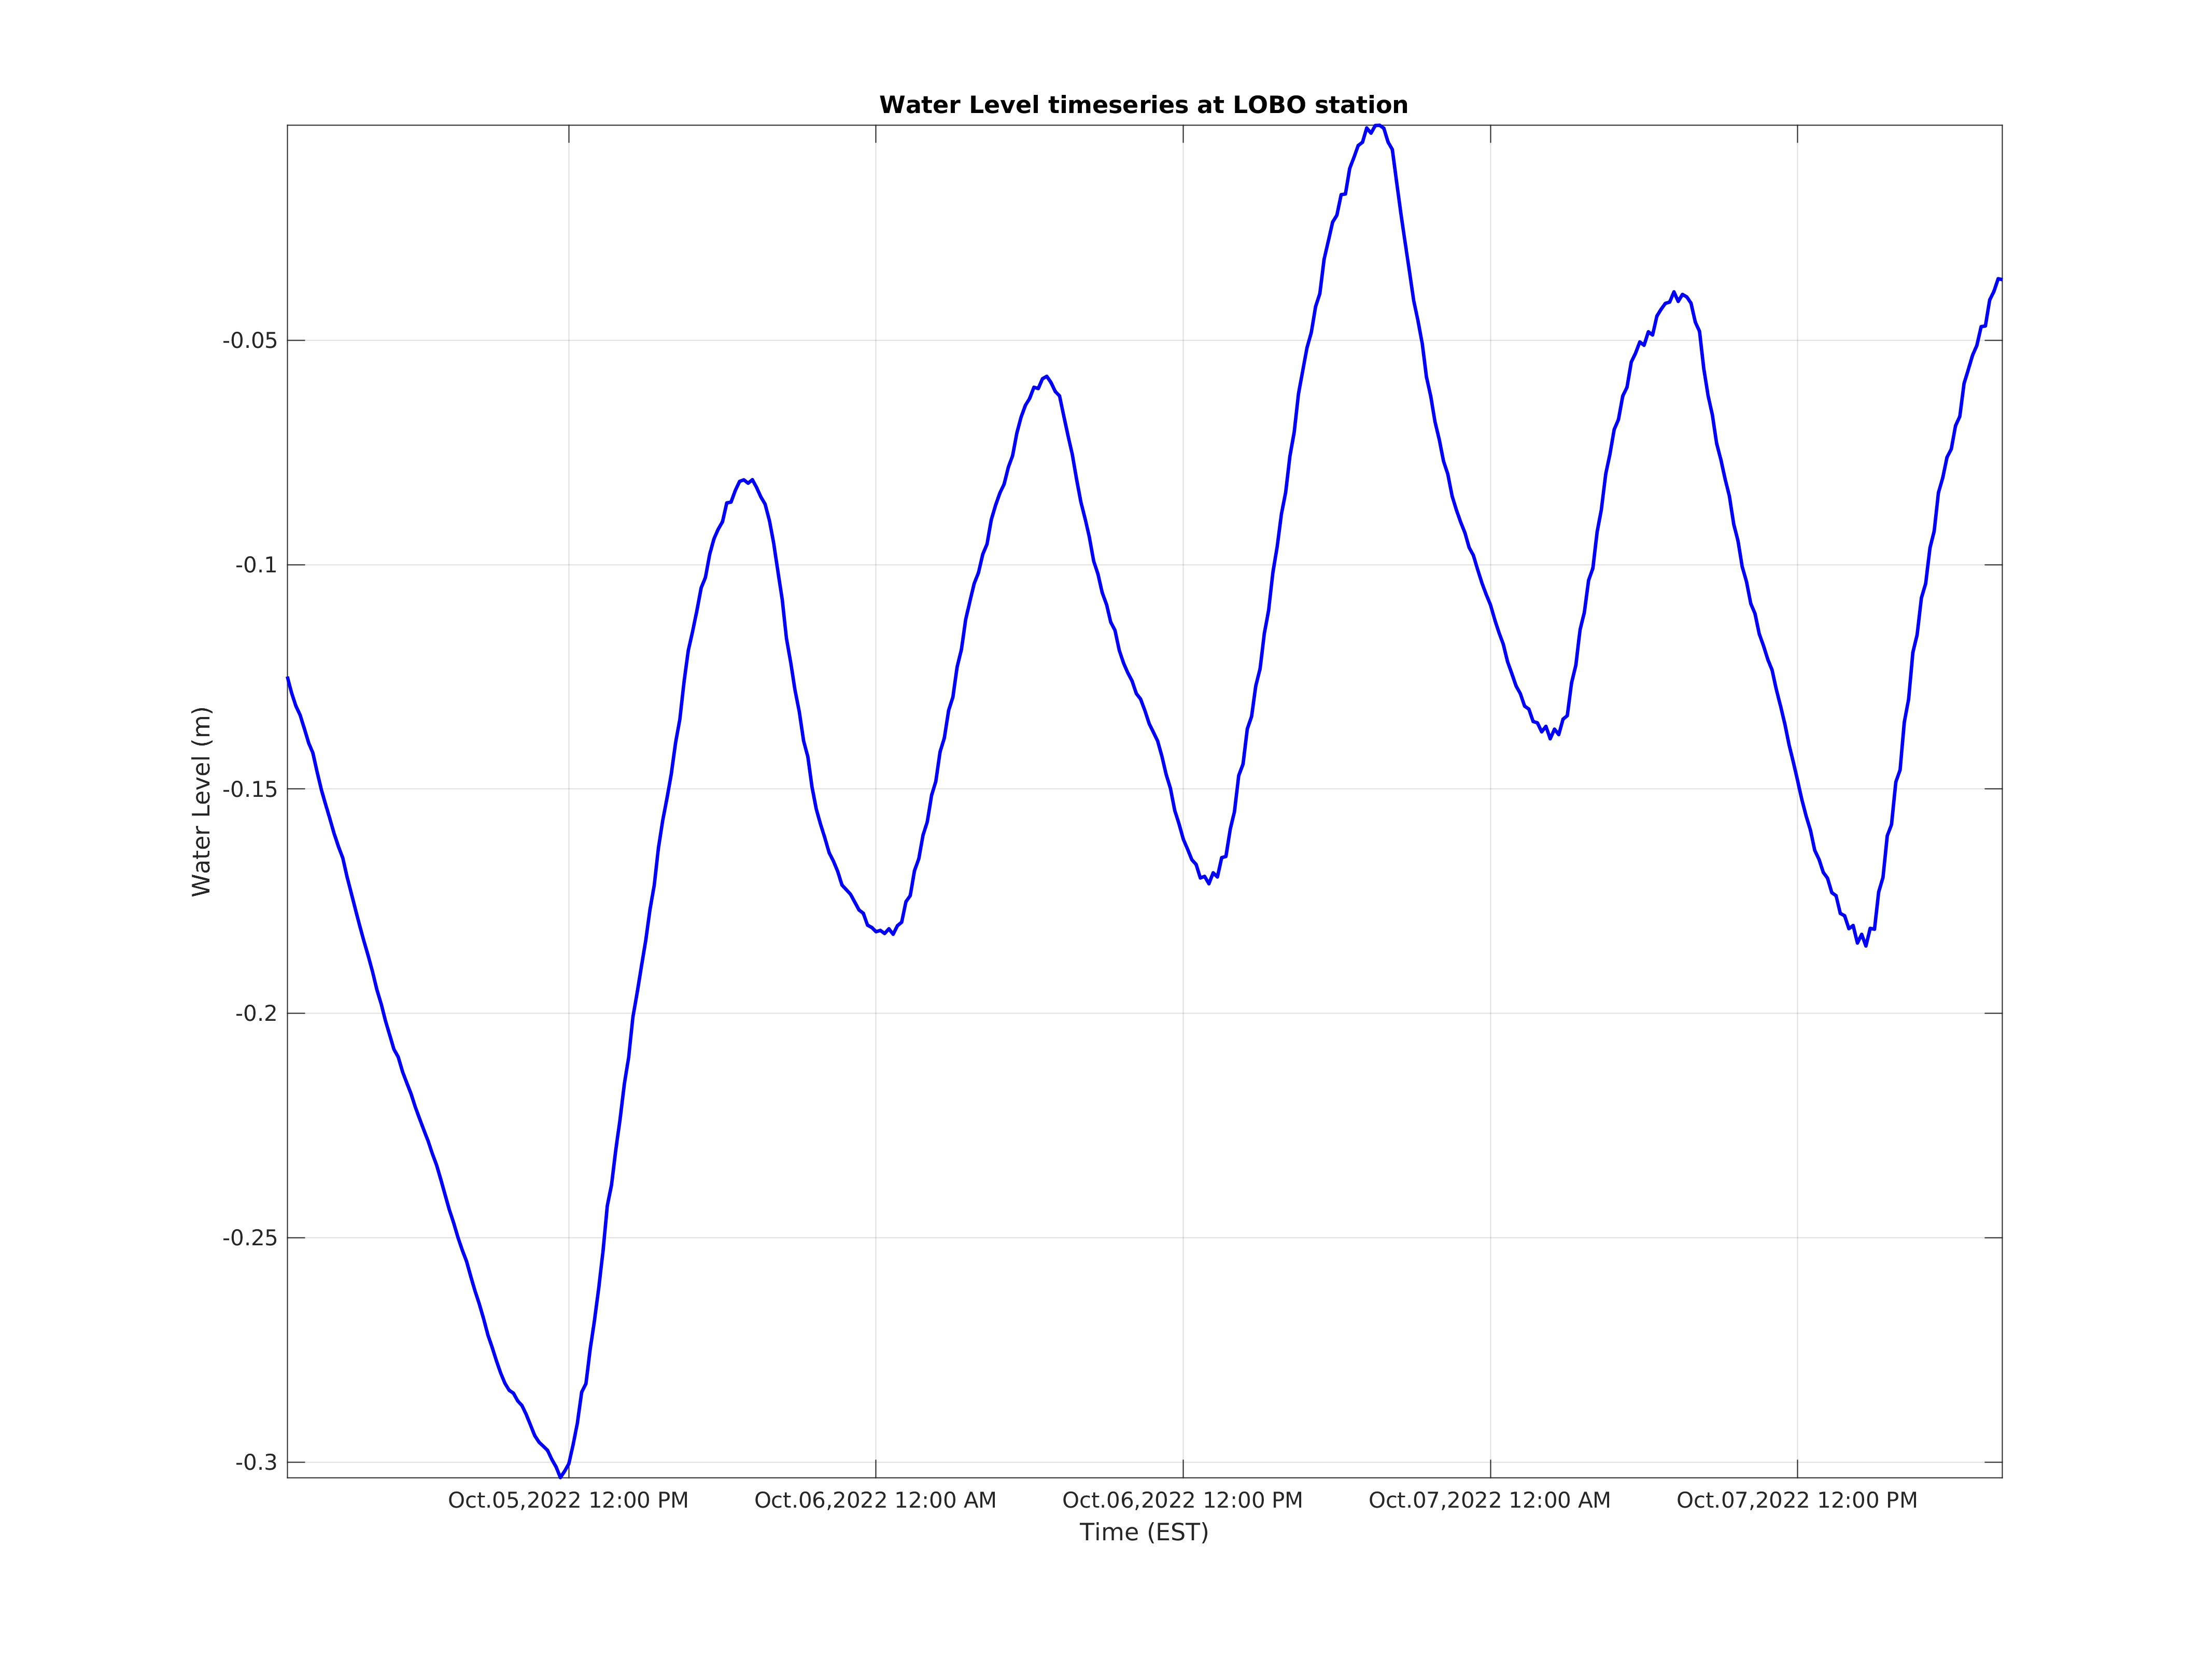 Water Level timeseries at LOBO station
-0.05
-0.1
-0.15
-0.2
-0.25
-0.3
Water Level (m)
Oct.05,2022 12:00 PM
Oct.06,2022 12:00 AM
Oct.06,2022 12:00 PM
Oct.07,2022 12:00 AM
Oct.07,2022 12:00 PM
Time (EST)